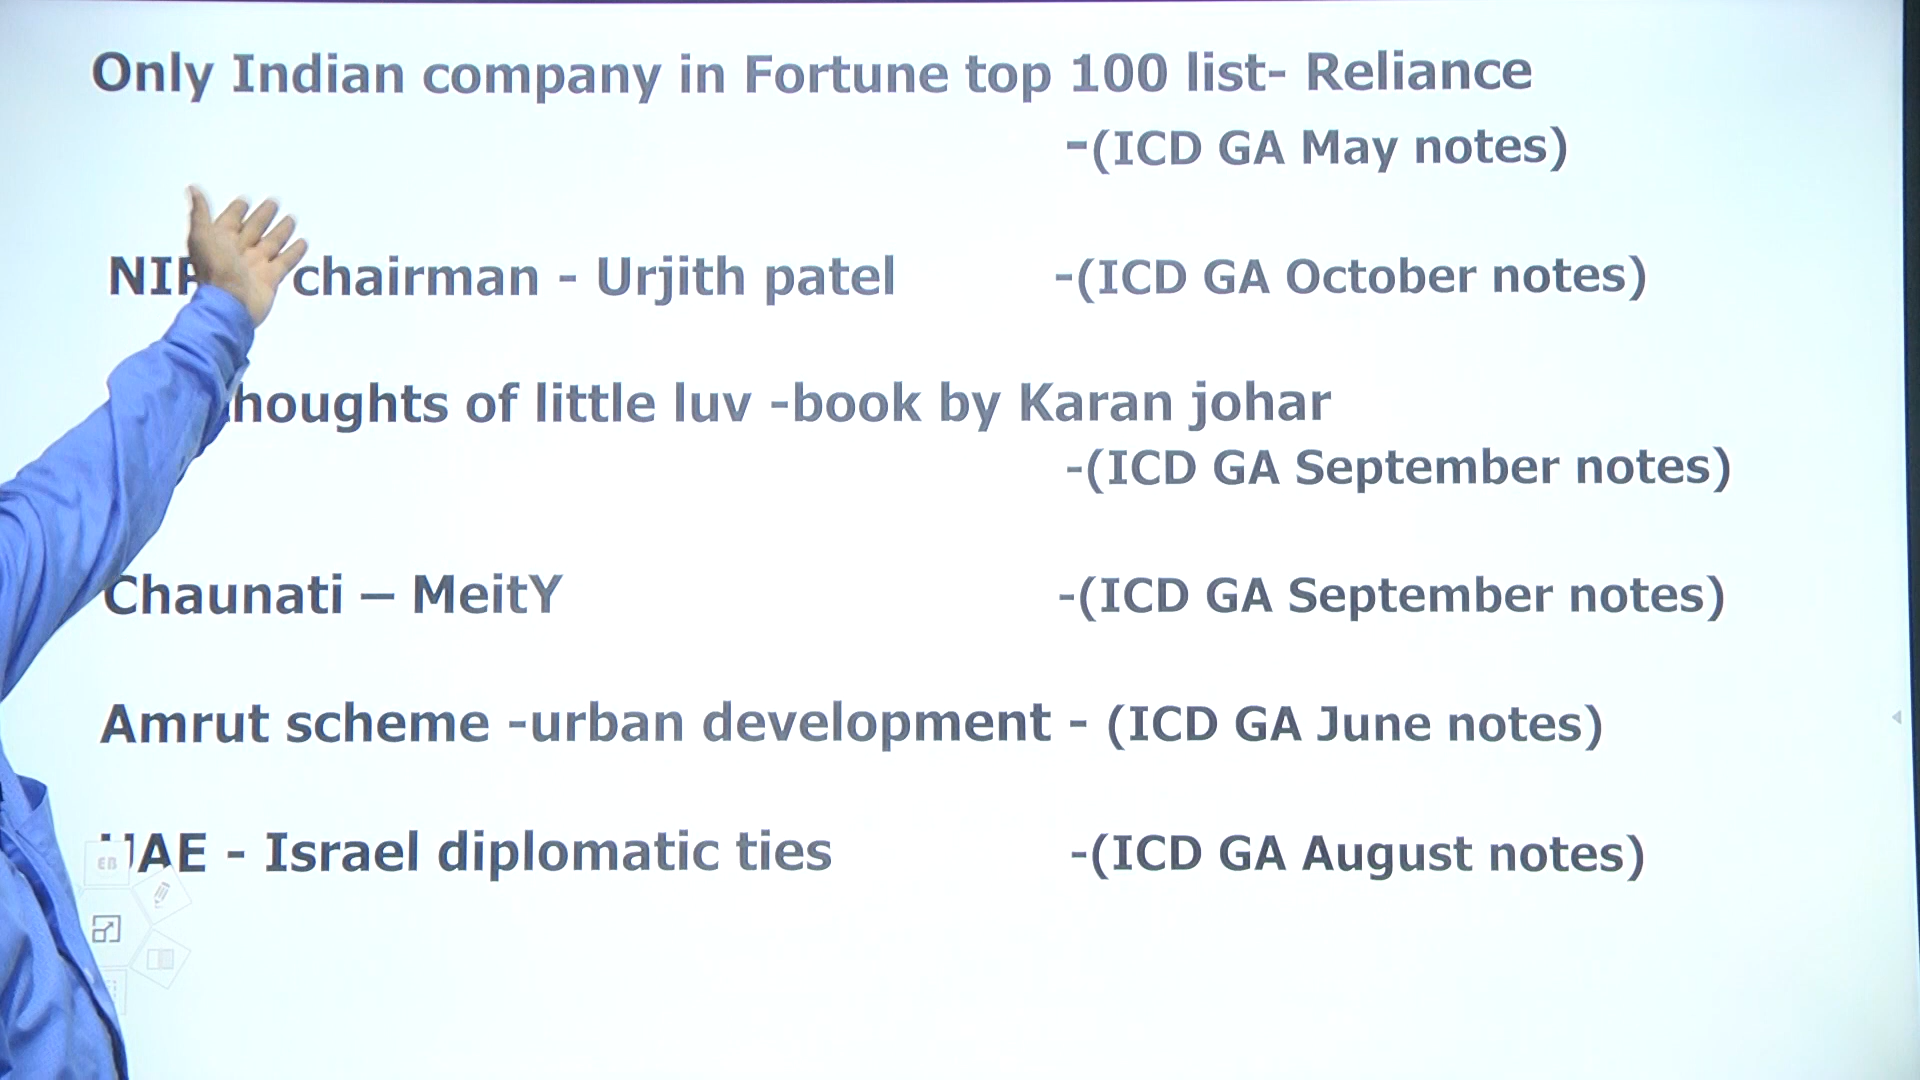 Only Indian company in Fortune top 100 list- Reliance
-(ICD GA May notes)
chairman - Urjith patel -(ICD GA October notes)
of little luv -book by Karan johar
-(ICD GA September notes)
Chaunati – MeitY -(ICD GA September notes)
Amrut scheme -urban development - (ICD GA June notes)
UAE - Israel diplomatic ties -(ICD GA August notes)
EB